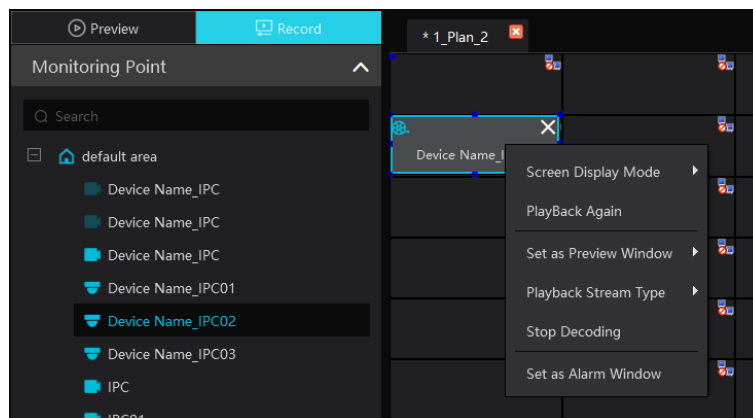 Preview
Record
* 1_Plan_2
Monitoring Point
Search
default area
Device Name_IPC
Device Name_IPC
Device Name_IPC
Device Name_IPC01
Device Name_IPC02
Device Name_IPC03
IPC
Device Name_I
Screen Display Mode
PlayBack Again
Set as Preview Window
Playback Stream Type
Stop Decoding
Set as Alarm Window